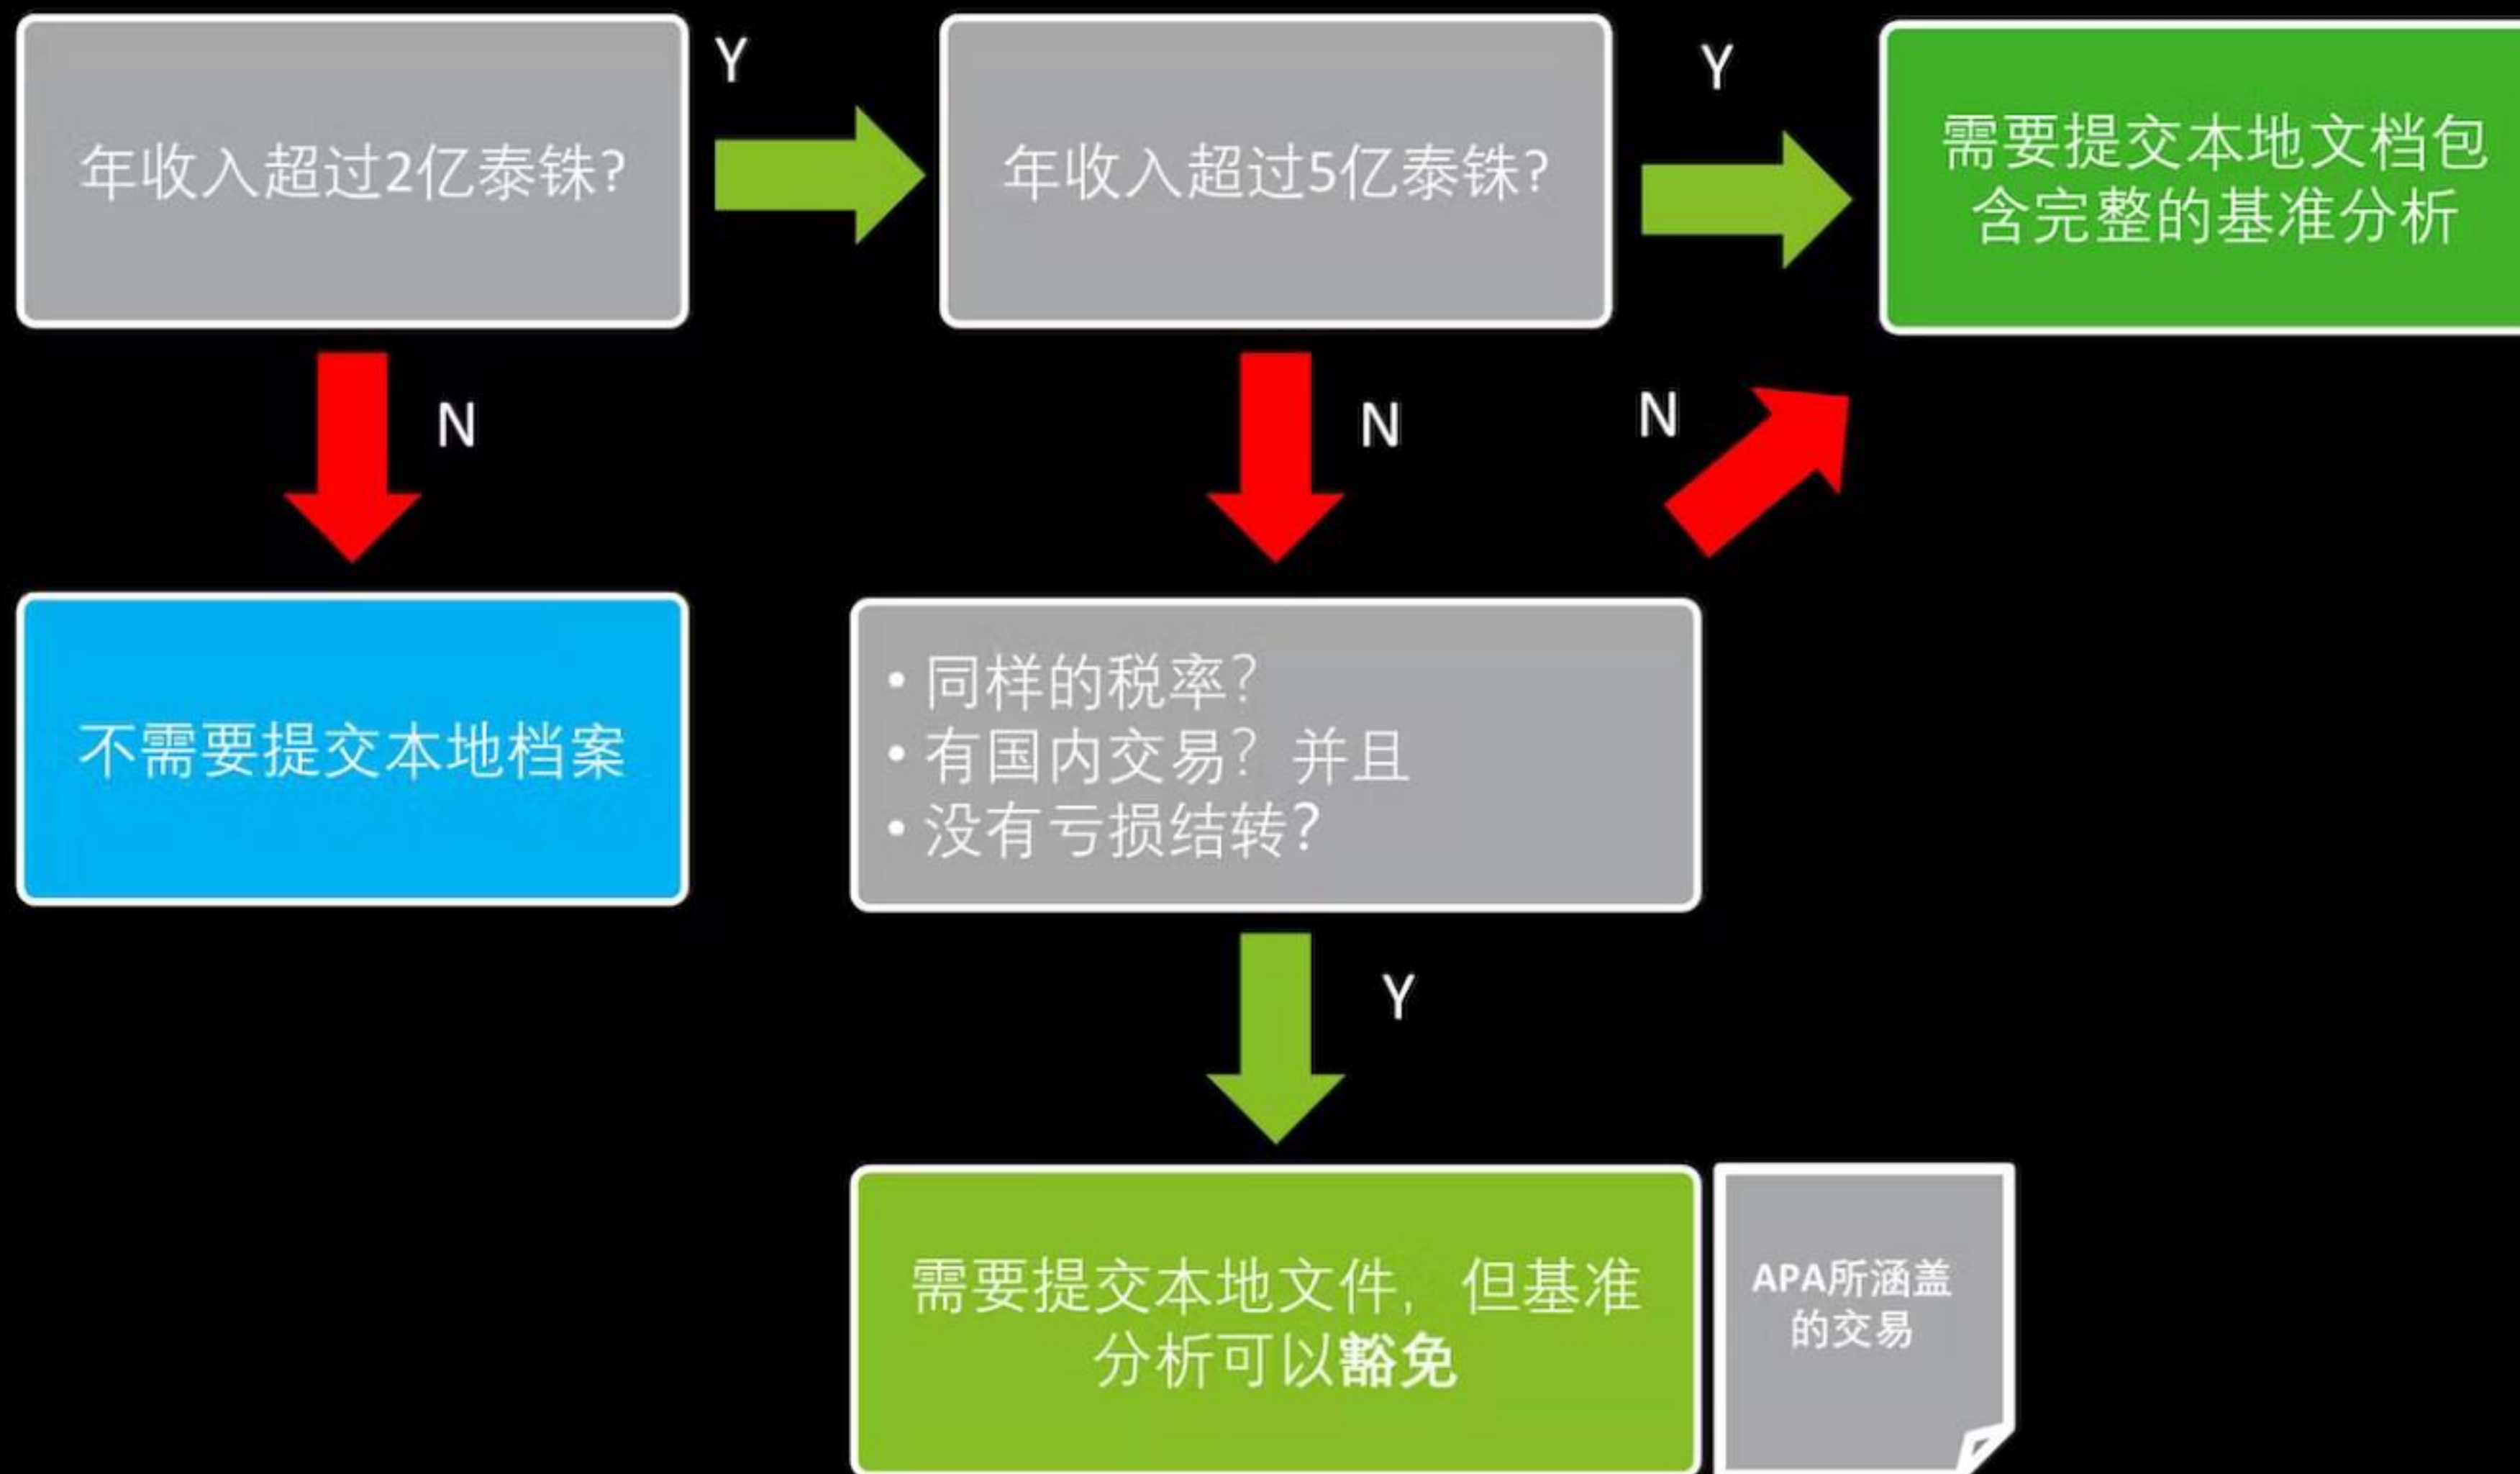 年收入超过2亿泰铢?
Y
年收入超过5亿泰铢?
Y
需要提交本地文档包
含完整的基准分析
N
N
N
不需要提交本地档案
• 同样的税率?
• 有国内交易? 并且
• 没有亏损结转?
Y
需要提交本地文件, 但基准
分析可以豁免
APA所涵盖
的交易